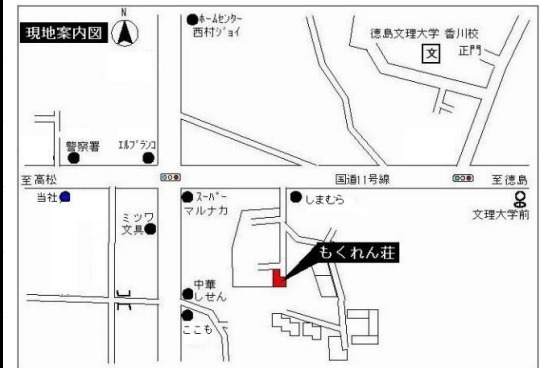 現地案内図
N
ホームセンター
西村ジョイ
徳島文理大学 香川校
文
正門
警察署
エルブランコ
至高松
国道11号線
至徳島
当社
スーパー
マルナカ
しまむら
文理大学前
ミツワ
文具
もくれん荘
中華
しせん
ここも